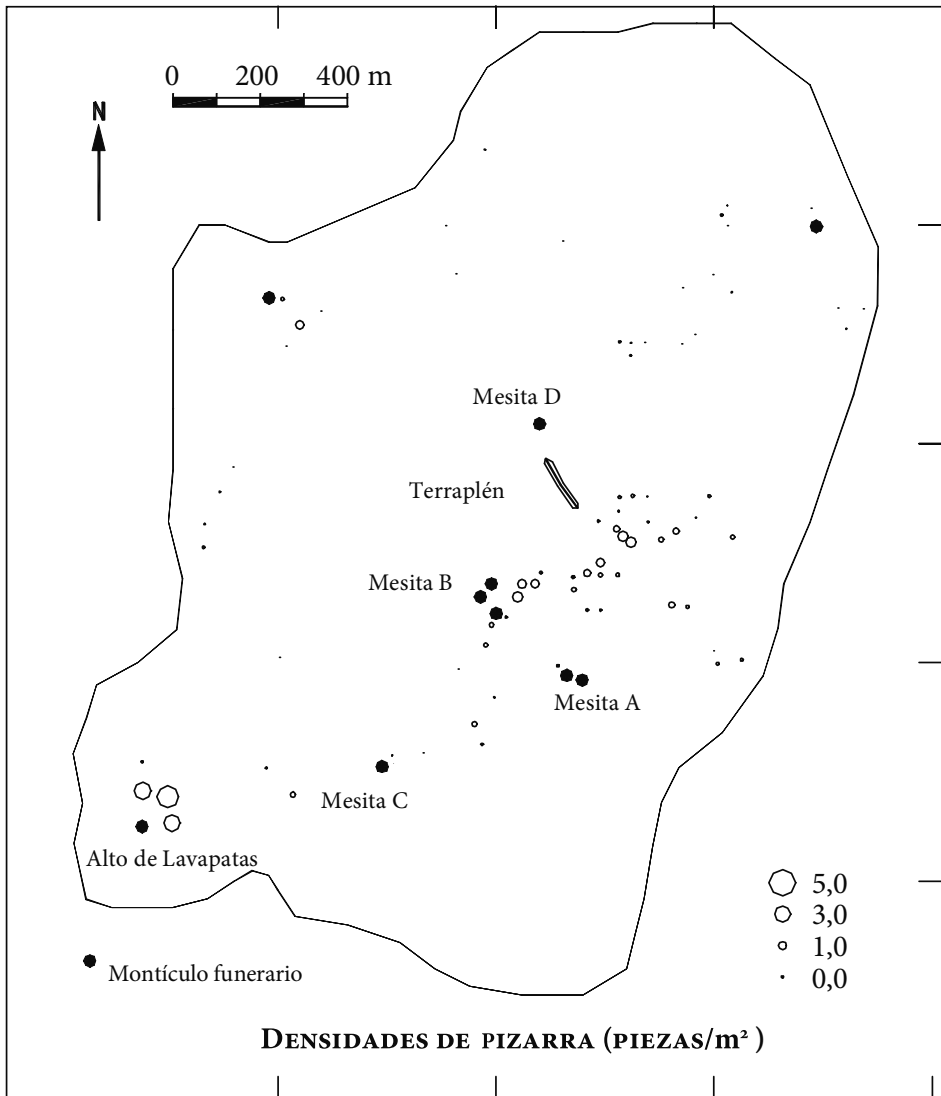 0 200 400 m
N
Mesita D
Terraplén
Mesita B
Mesita A
Mesita C
Alto de Lavapatas
5,0
3,0
1,0
0,0
Montículo funerario
DENSIDADES DE PIZARRA (PIEZAS/m²)